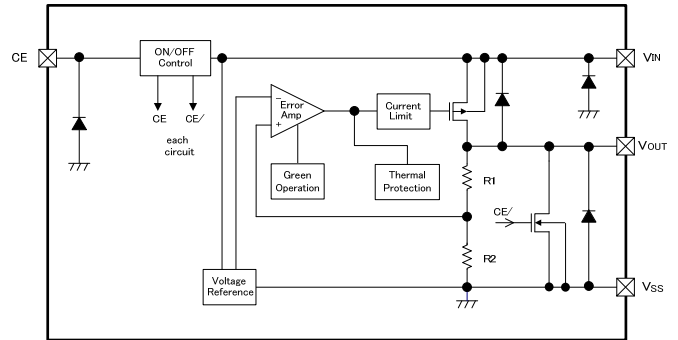 CE
ON/OFF
Control
VIN
CE
CE/
each
circuit
−
Error
Amp
+
Current
Limit
Green
Operation
Thermal
Protection
VOUT
R1
CE/
R2
Voltage
Reference
VSS